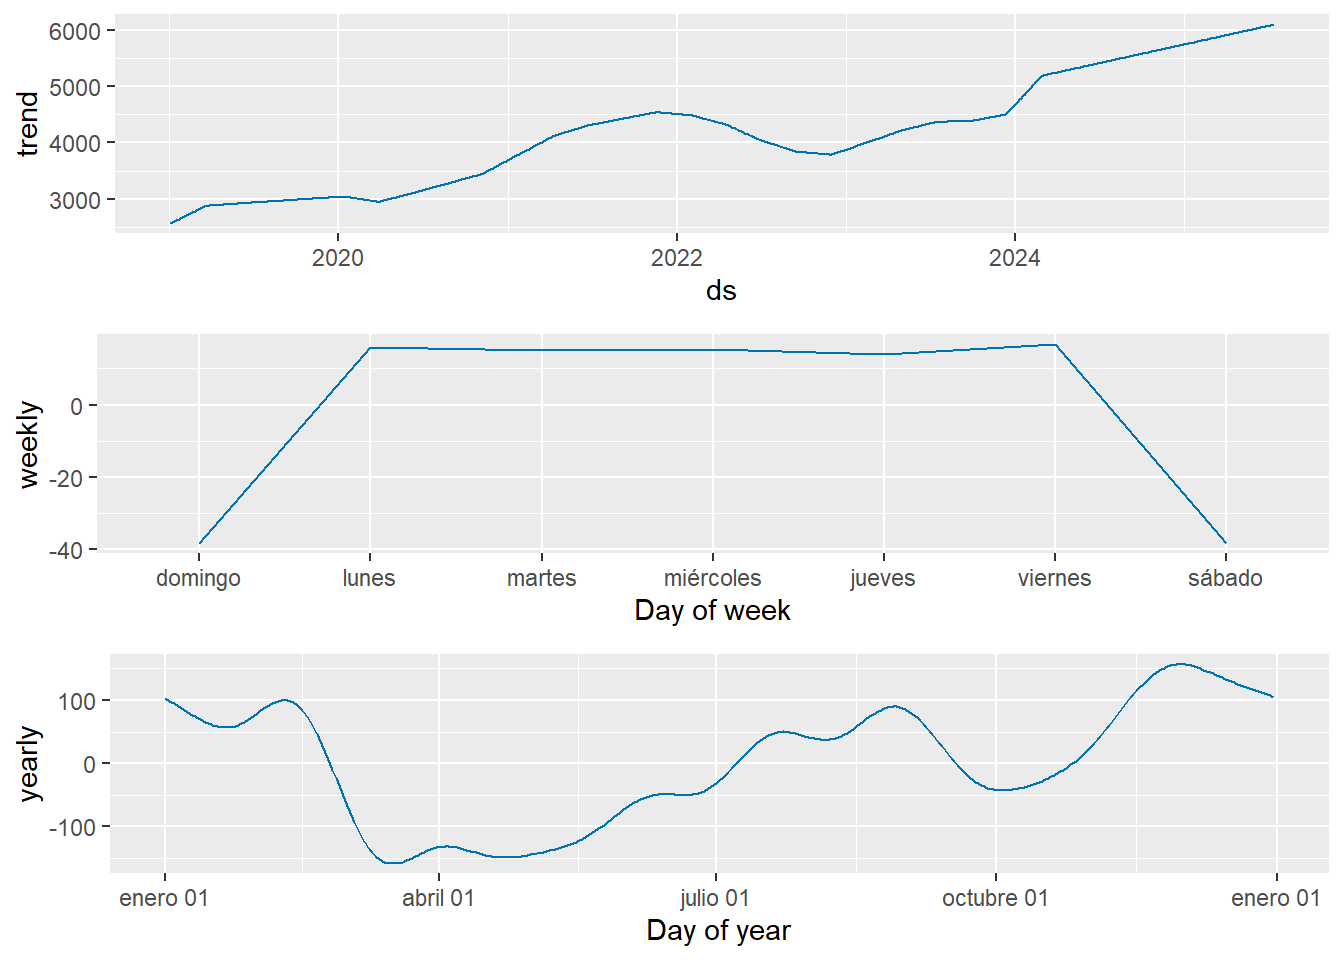 trend
6000
5000
4000
3000
2020 2022 2024
ds
weekly
0
-20
-40
domingo lunes martes miércoles jueves viernes sábado
Day of week
yearly
100
0
-100
enero 01 abril 01 julio 01 octubre 01 enero 01
Day of year